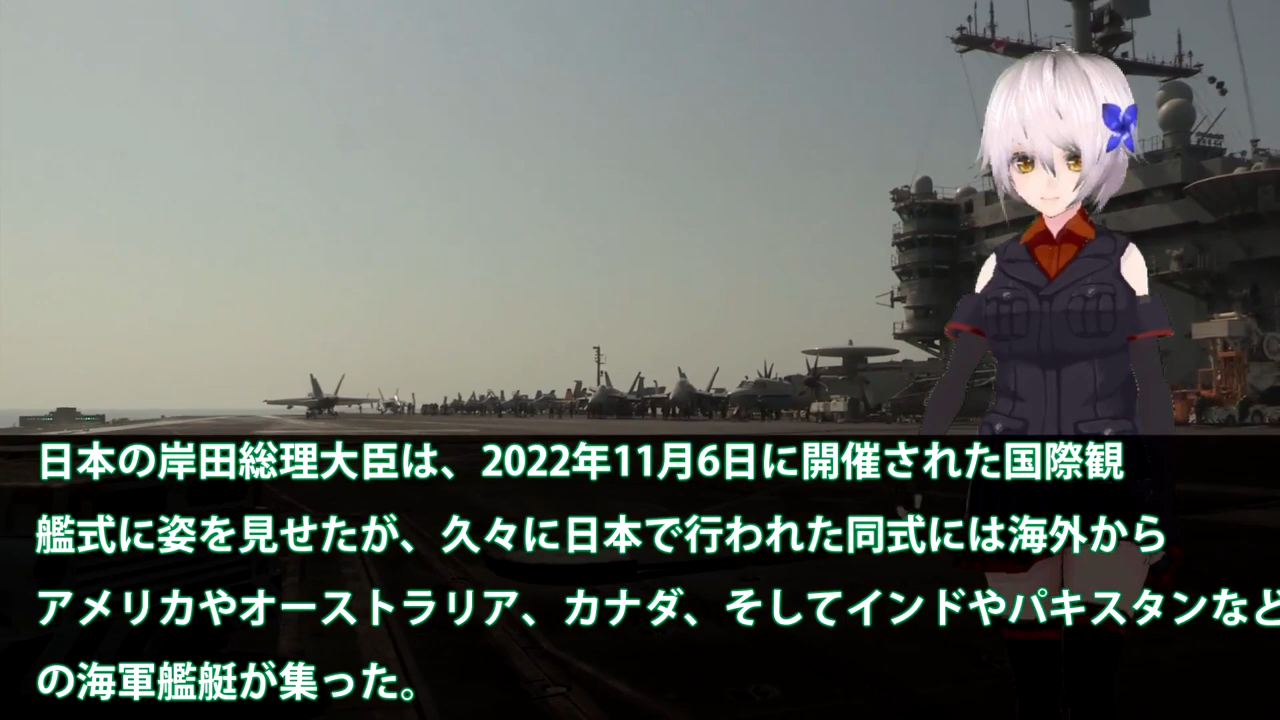 日本の岸田総理大臣は、2022年11月6日に開催された国際観
艦式に姿を見せたが、久々に日本で行われた同式には海外から
アメリカやオーストラリア、カナダ、そしてインドやパキスタンなど
の海軍艦艇が集った。